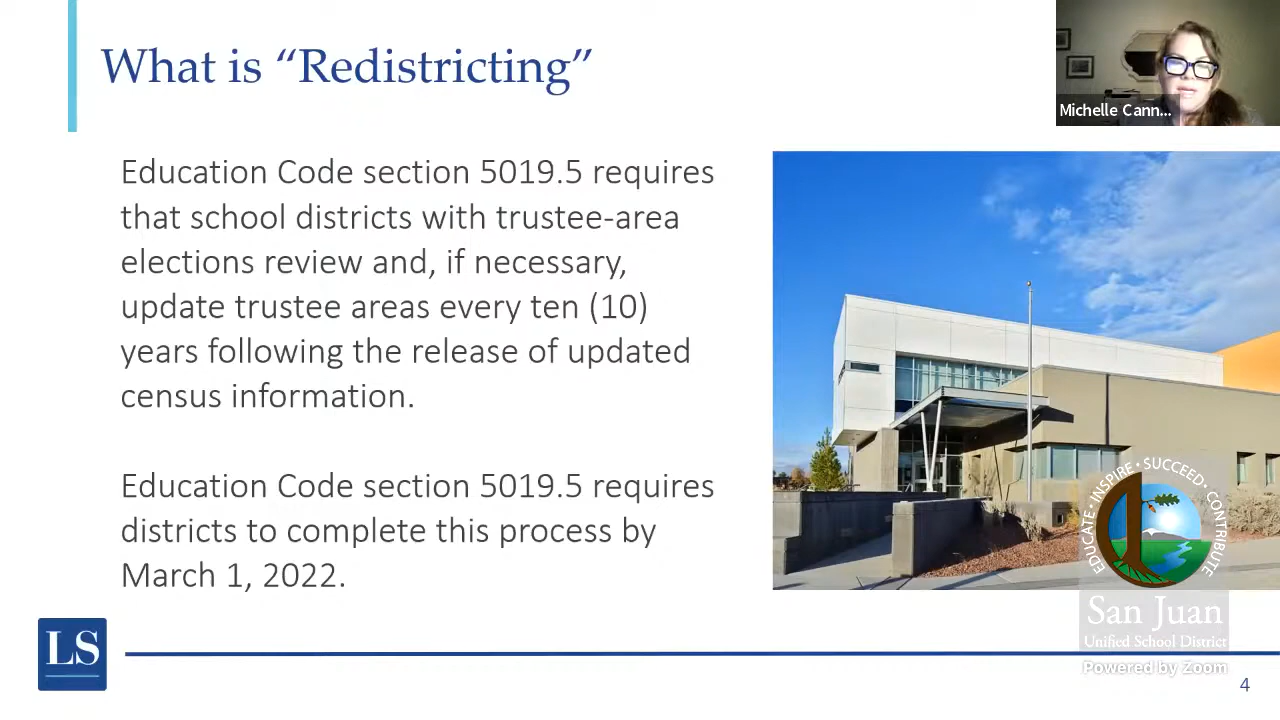 What is “Redistricting”
Michelle Cann...
Education Code section 5019.5 requires
that school districts with trustee-area
elections review and, if necessary,
update trustee areas every ten (10)
years following the release of updated
census information.
Education Code section 5019.5 requires
districts to complete this process by
March 1, 2022.
EDUCATE • INSPIRE • SUCCEED • CONTRIBUTE
San Juan
Unified School District
Powered by Zoom
LS
4